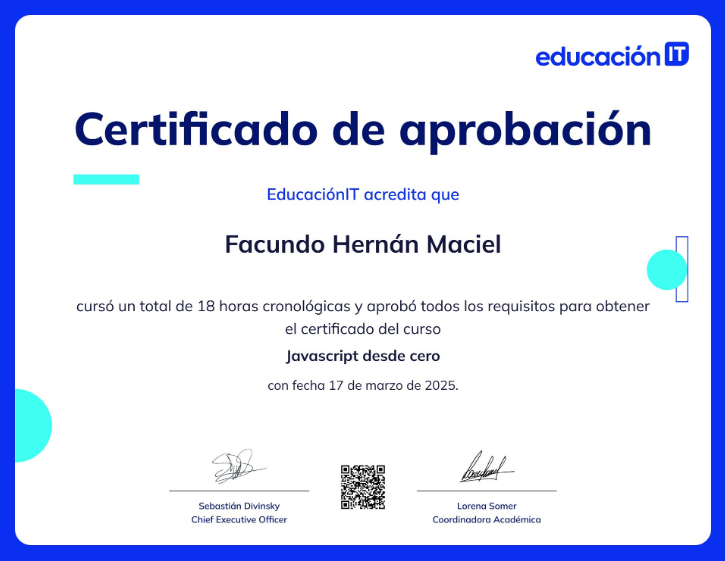 educación IT
Certificado de aprobación
EducaciónIT acredita que
Facundo Hernán Maciel
cursó un total de 18 horas cronológicas y aprobó todos los requisitos para obtener
el certificado del curso
Javascript desde cero
con fecha 17 de marzo de 2025.
Sebastián Divinsky
Chief Executive Officer
Lorena Somer
Coordinadora Académica